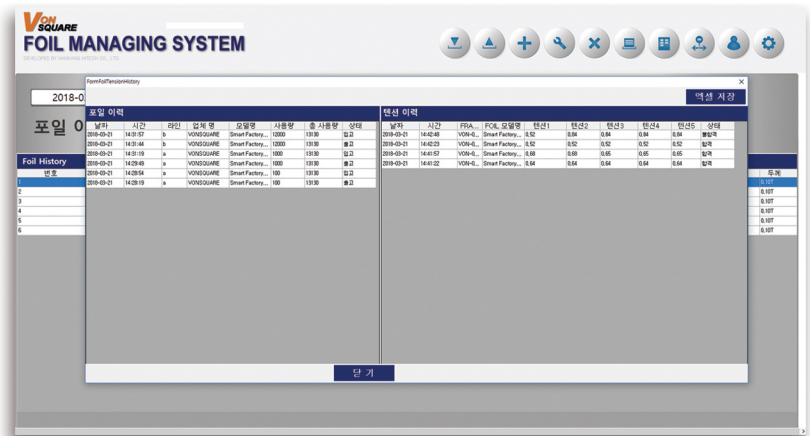 VON
SQUARE
FOIL MANAGING SYSTEM
FormFoilTensionHistory
X
2018-0
엑셀 저장
포일 이
포일 이력
날짜 시간 라인 업체 명 모델명 사용량 총 사용량 상태
2018-03-21 14:31:57 b VONSQUARE Smart Factory,... 12000 13130 입고
2018-03-21 14:31:44 b VONSQUARE Smart Factory,... 12000 13130 출고
2018-03-21 14:31:19 a VONSQUARE Smart Factory,... 1000 13130 입고
2018-03-21 14:29:49 a VONSQUARE Smart Factory,... 1000 13130 출고
2018-03-21 14:28:54 a VONSQUARE Smart Factory,... 100 13130 입고
2018-03-21 14:28:19 a VONSQUARE Smart Factory,... 100 13130 출고
텐션 이력
날짜 시간 FRA... FOIL 모델명 텐션1 텐션2 텐션3 텐션4 텐션5 상태
2018-03-21 14:42:48 VON-0,.. Smart Factory,... 0,52 0,84 0,84 0,84 0,84 불합격
2018-03-21 14:42:23 VON-0,.. Smart Factory,... 0,52 0,52 0,52 0,52 0,52 합격
2018-03-21 14:41:57 VON-0,.. Smart Factory,... 0,68 0,68 0,65 0,65 0,65 합격
2018-03-21 14:41:22 VON-0,.. Smart Factory,... 0,64 0,64 0,64 0,64 0,64 합격
Foil History
번호 두께
1 0,10T
2 0,10T
3 0,10T
4 0,10T
5 0,10T
6 0,10T
닫 기